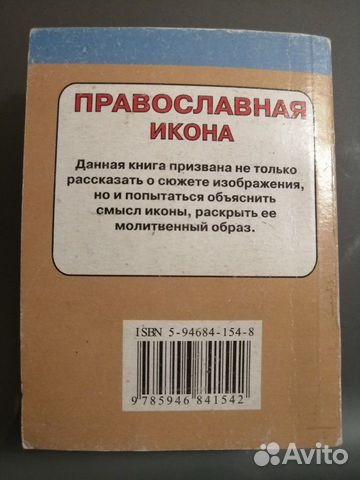 ПРАВОСЛАВНАЯ
ИКОНА
Данная книга призвана не только
рассказать о сюжете изображения,
но и попытаться объяснить
смысл иконы, раскрыть ее
молитвенный образ.
ISBN 5-94684-154-8
9 785946 841542
Avito